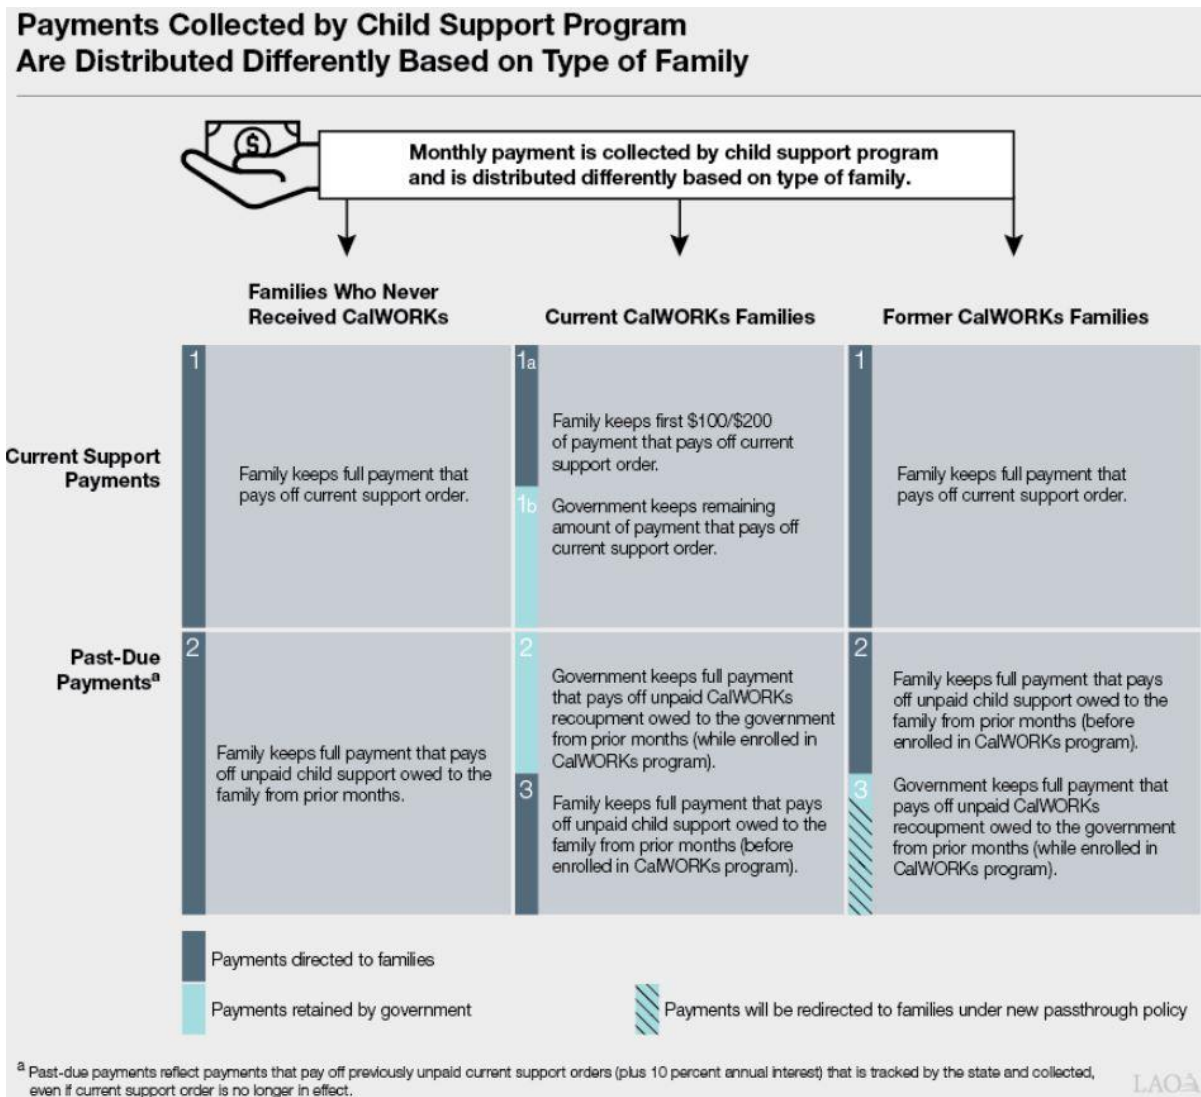 Payments Collected by Child Support Program
Are Distributed Differently Based on Type of Family
$
Monthly payment is collected by child support program
and is distributed differently based on type of family.
Families Who Never
Received CalWORKs
Current CalWORKs Families
Former CalWORKs Families
Current Support
Payments
1
Family keeps full payment that
pays off current support order.
1a
Family keeps first $100/$200
of payment that pays off current
support order.
1b
Government keeps remaining
amount of payment that pays off
current support order.
1
Family keeps full payment that
pays off current support order.
Past-Due
Paymentsa
2
Family keeps full payment that pays
off unpaid child support owed to the
family from prior months.
2
Government keeps full payment
that pays off unpaid CalWORKs
recoupment owed to the government
from prior months (while enrolled in
CalWORKs program).
3
Family keeps full payment that pays
off unpaid child support owed to the
family from prior months (before
enrolled in CalWORKs program).
2
Family keeps full payment that pays
off unpaid child support owed to the
family from prior months (before
enrolled in CalWORKs program).
3
Government keeps full payment that
pays off unpaid CalWORKs
recoupment owed to the government
from prior months (while enrolled in
CalWORKs program).
Payments directed to families
Payments retained by government
Payments will be redirected to families under new passthrough policy
a Past-due payments reflect payments that pay off previously unpaid current support orders (plus 10 percent annual interest) that is tracked by the state and collected,
even if current support order is no longer in effect.
LAO